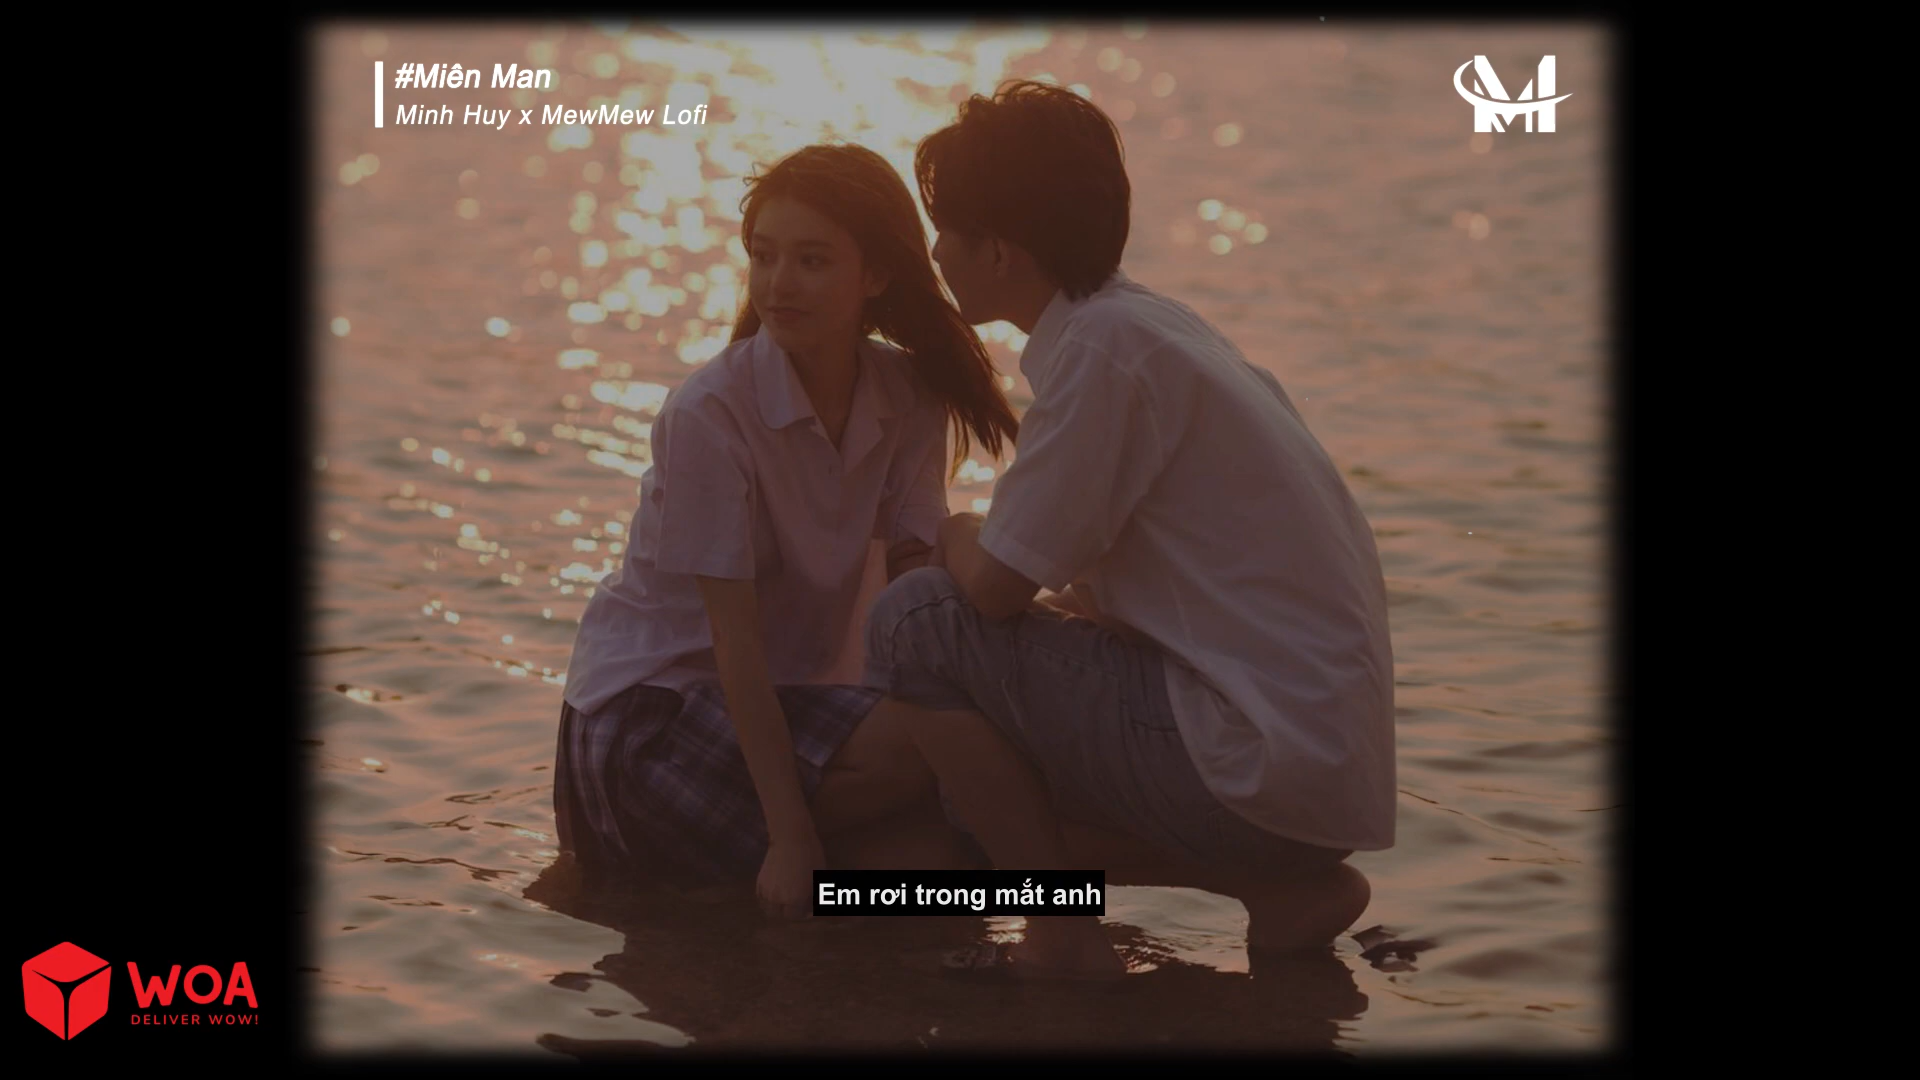 #Miên Man
Minh Huy x MewMew Lofi
M
Em rơi trong mắt anh
WOA
DELIVER WOW!